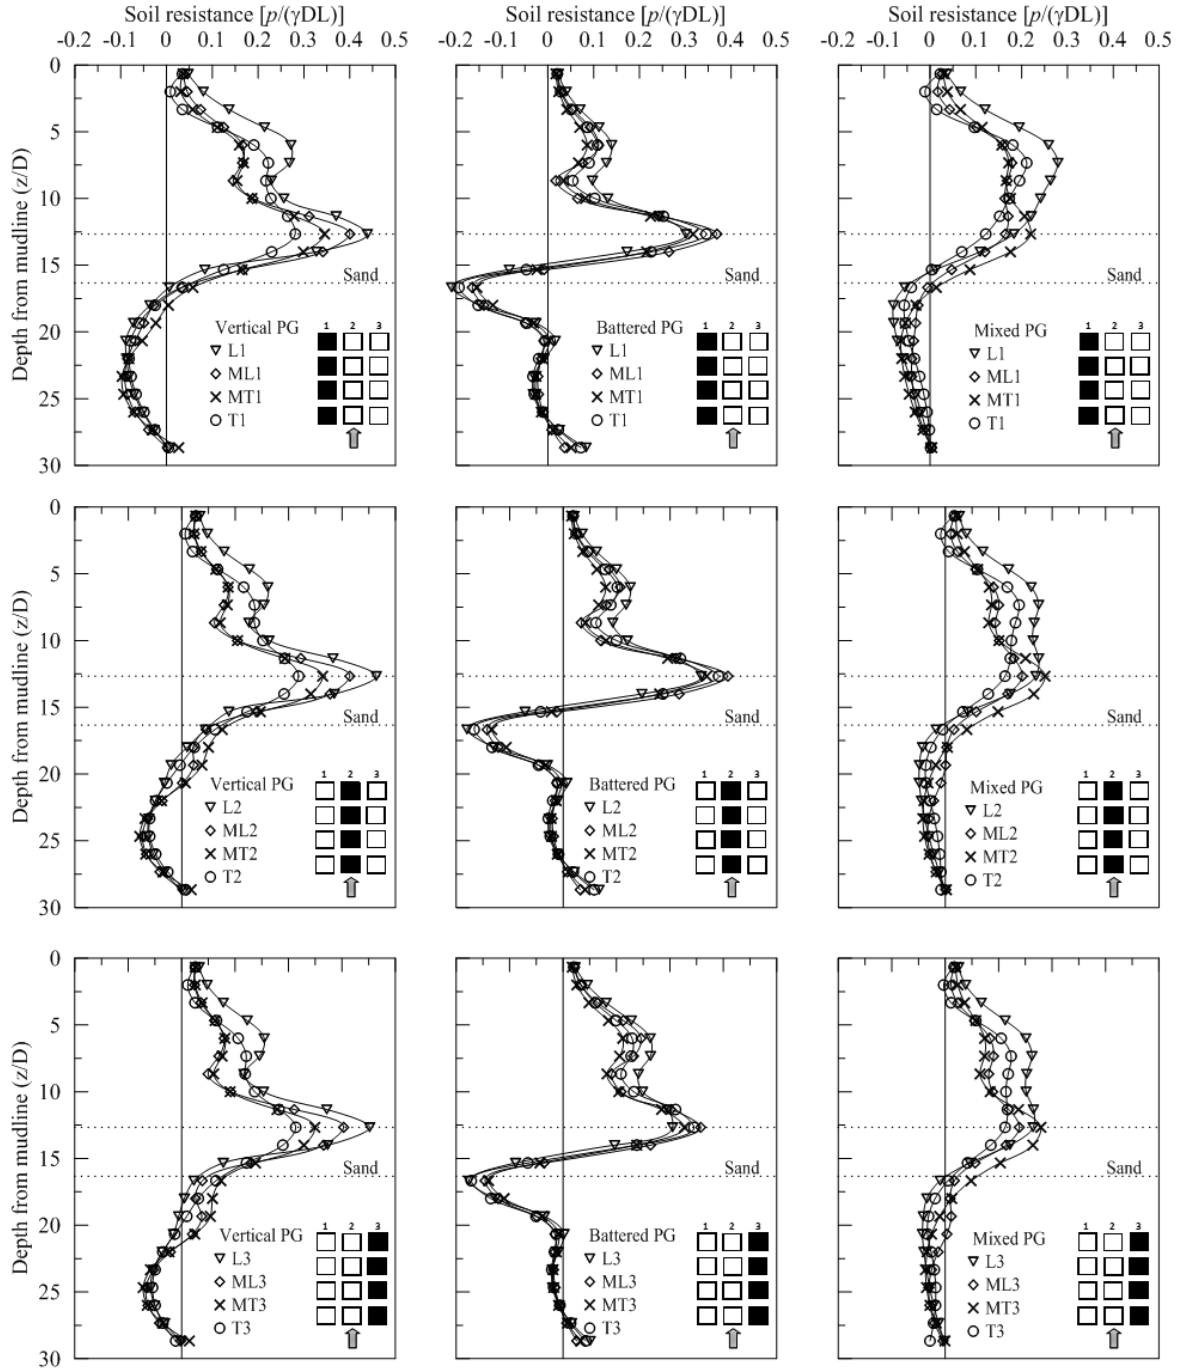 Soil resistance [p/(γDL)]
Soil resistance [p/(γDL)]
Soil resistance [p/(γDL)]
-0.2 -0.1 0 0.1 0.2 0.3 0.4 0.5
-0.2 -0.1 0 0.1 0.2 0.3 0.4 0.5
-0.2 -0.1 0 0.1 0.2 0.3 0.4 0.5
Depth from mudline (z/D)
0
5
10
15
20
25
30
Sand
Vertical PG
1 2 3
L1
ML1
MT1
T1
Sand
Battered PG
1 2 3
L1
ML1
MT1
T1
Sand
Mixed PG
1 2 3
L1
ML1
MT1
T1
Depth from mudline (z/D)
0
5
10
15
20
25
30
Sand
Vertical PG
1 2 3
L2
ML2
MT2
T2
Sand
Battered PG
1 2 3
L2
ML2
MT2
T2
Sand
Mixed PG
1 2 3
L2
ML2
MT2
T2
Depth from mudline (z/D)
0
5
10
15
20
25
30
Sand
Vertical PG
1 2 3
L3
ML3
MT3
T3
Sand
Battered PG
1 2 3
L3
ML3
MT3
T3
Sand
Mixed PG
1 2 3
L3
ML3
MT3
T3